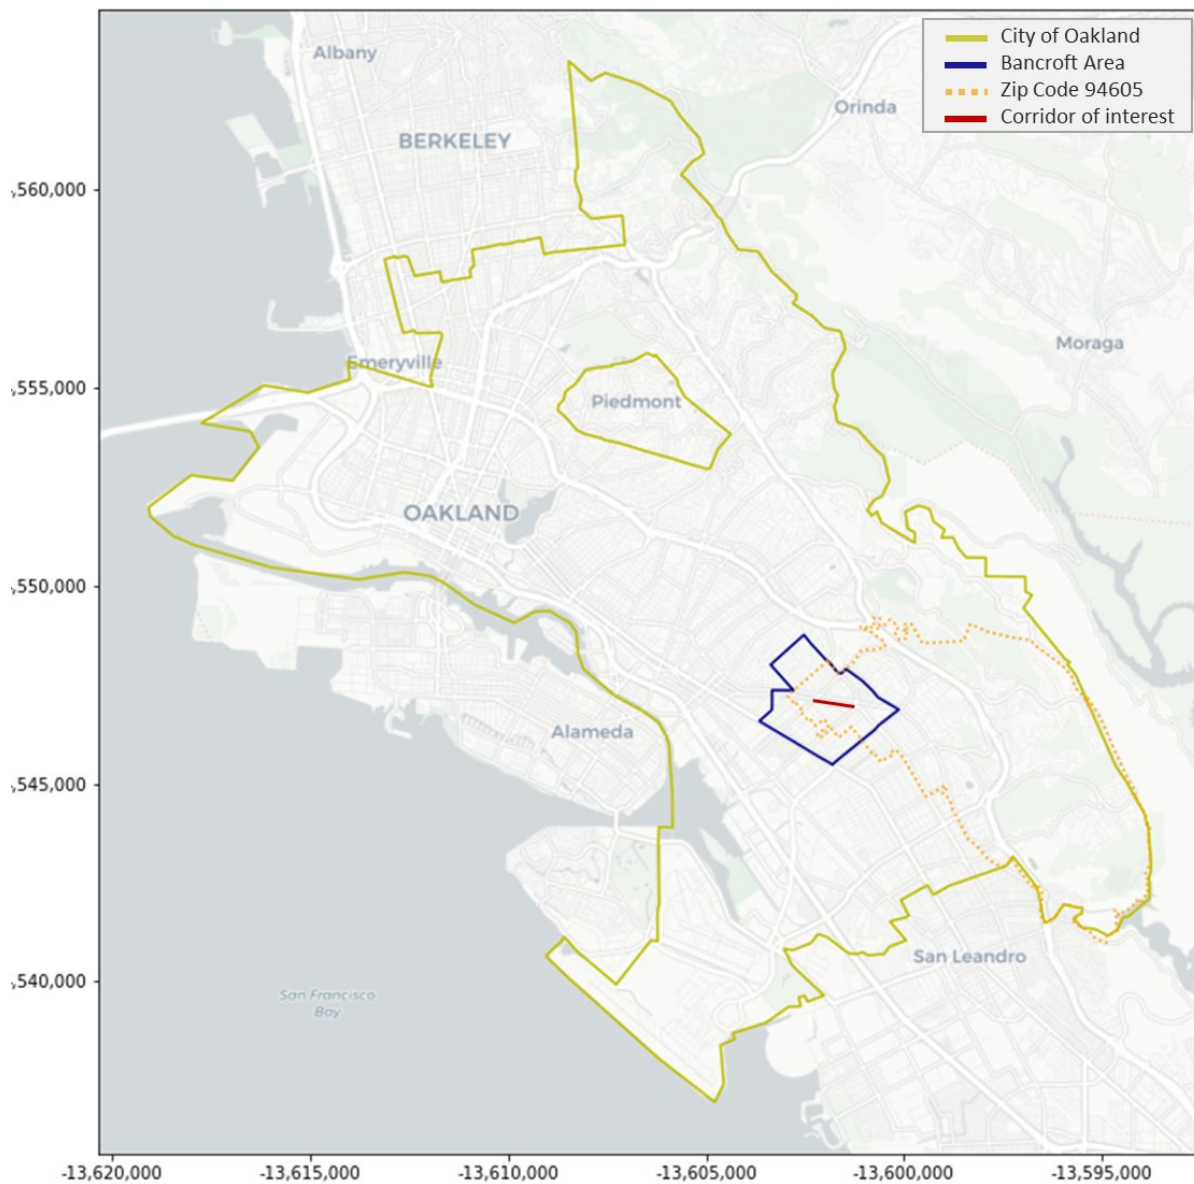 City of Oakland
Bancroft Area
Zip Code 94605
Corridor of interest
Albany
Orinda
BERKELEY
,560,000
Moraga
Emeryville
,555,000
Piedmont
OAKLAND
,550,000
Alameda
,545,000
San Leandro
,540,000
San Francisco
Bay
-13,620,000
-13,615,000
-13,610,000
-13,605,000
-13,600,000
-13,595,000